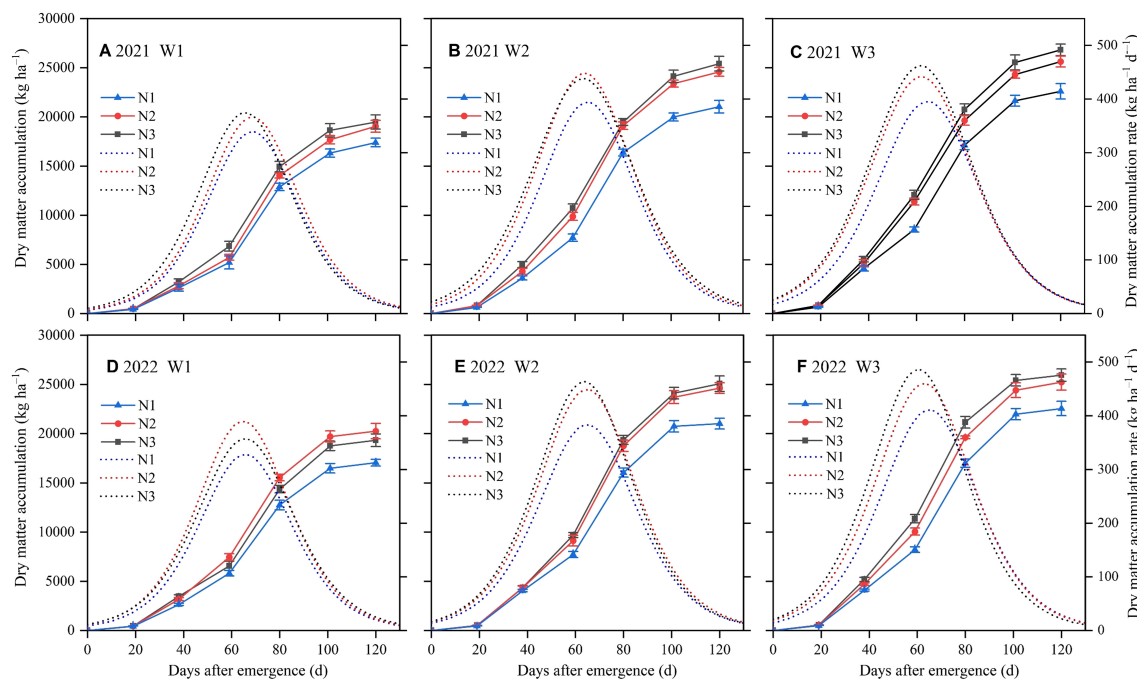 30000
25000
20000
15000
10000
5000
0
Dry matter accumulation (kg ha⁻¹)
A 2021 W1
N1
N2
N3
N1
N2
N3
B 2021 W2
N1
N2
N3
N1
N2
N3
C 2021 W3
N1
N2
N3
N1
N2
N3
500
400
300
200
100
0
Dry matter accumulation rate (kg ha⁻¹ d⁻¹)
30000
25000
20000
15000
10000
5000
0
Dry matter accumulation (kg ha⁻¹)
D 2022 W1
N1
N2
N3
N1
N2
N3
E 2022 W2
N1
N2
N3
N1
N2
N3
F 2022 W3
N1
N2
N3
N1
N2
N3
500
400
300
200
100
0
Dry matter accumulation rate (kg ha⁻¹ d⁻¹)
0 20 40 60 80 100 120
0 20 40 60 80 100 120
0 20 40 60 80 100 120
Days after emergence (d)
Days after emergence (d)
Days after emergence (d)